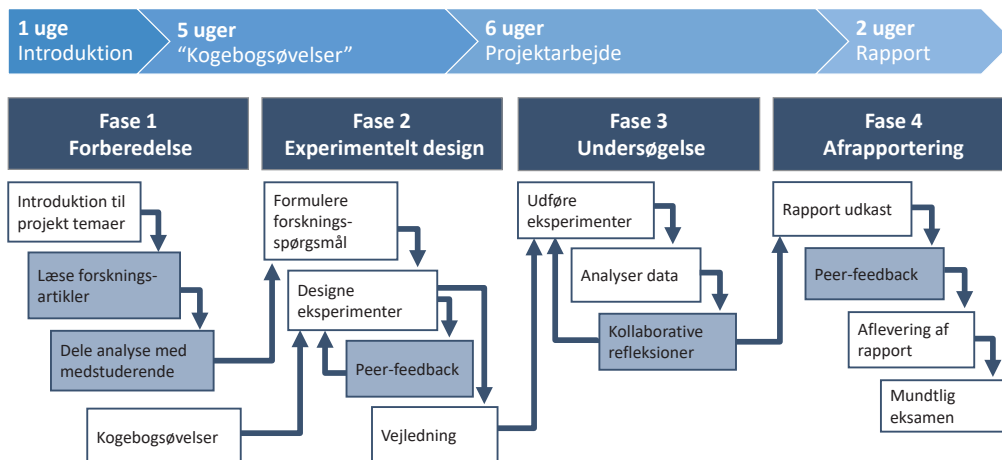 1 uge
Introduktion
5 uger
“Kogebogsøvelser”
6 uger
Projektarbejde
2 uger
Rapport
Fase 1
Forberedelse
Fase 2
Experimentelt design
Fase 3
Undersøgelse
Fase 4
Afrapportering
Introduktion til
projekt temaer
Læse forsknings-
artikler
Dele analyse med
medstuderende
Kogebogsøvelser
Formulere
forsknings-
spørgsmål
Designe
eksperimenter
Peer-feedback
Vejledning
Udføre
eksperimenter
Analyser data
Kollaborative
refleksioner
Rapport udkast
Peer-feedback
Aflevering af
rapport
Mundtlig
eksamen